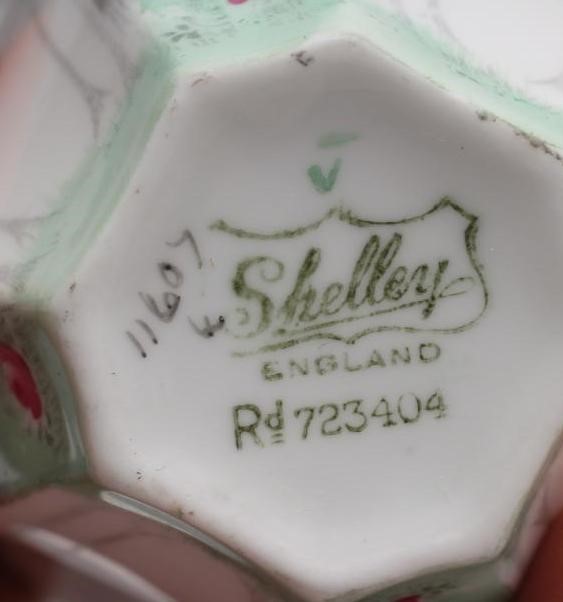 V
11607
E
Shelley
ENGLAND
Rd 723404